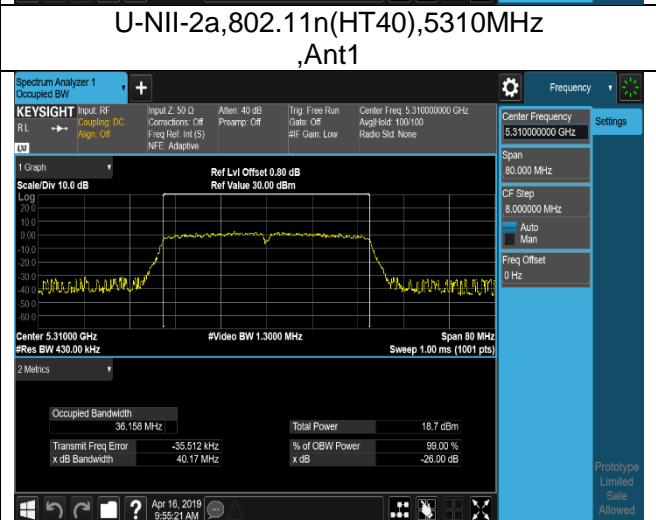 U-NII-2a,802.11n(HT40),5310MHz
,Ant1
Spectrum Analyzer 1
Occupied BW
+
Frequency
KEYSIGHT
RL
Input: RF
Coupling: DC
Align: Off
Input Z: 50 Ω
Corrections: Off
Freq Ref: Int (S)
NFE: Adaptive
Atten: 40 dB
Preamp: Off
Trig: Free Run
Gate: Off
#IF Gain: Low
Center Freq: 5.310000000 GHz
Avg|Hold: 100/100
Radio Std: None
Center Frequency
5.310000000 GHz
Settings
Span
80.000 MHz
CF Step
8.000000 MHz
Auto
Man
Freq Offset
0 Hz
1 Graph
Scale/Div 10.0 dB
Ref Lvl Offset 0.80 dB
Ref Value 30.00 dBm
Log
20.0
10.0
0.00
-10.0
-20.0
-30.0
-40.0
-50.0
-60.0
Center 5.31000 GHz
#Res BW 430.00 kHz
#Video BW 1.3000 MHz
Span 80 MHz
Sweep 1.00 ms (1001 pts)
2 Metrics
Occupied Bandwidth
36.158 MHz
Total Power 18.7 dBm
Transmit Freq Error -35.512 kHz
% of OBW Power 99.00 %
x dB Bandwidth 40.17 MHz
x dB -26.00 dB
Prototype
Limited
Sale
Allowed
?
Apr 16, 2019
9:55:21 AM